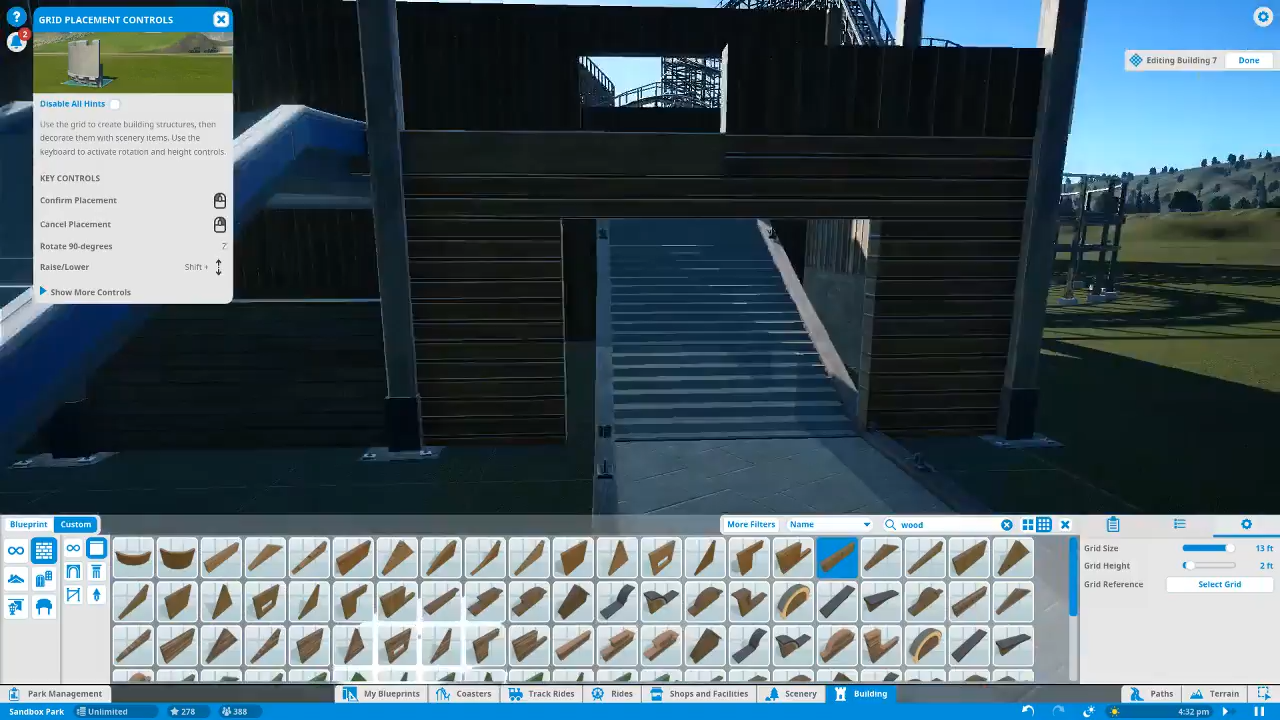 ?
GRID PLACEMENT CONTROLS
2
Disable All Hints
Use the grid to create building structures, then
decorate them with scenery items. Use the
keyboard to activate rotation and height controls.
KEY CONTROLS
Confirm Placement
Cancel Placement
Rotate 90-degrees Z
Raise/Lower Shift +
Show More Controls
Editing Building 7 Done
Blueprint Custom More Filters Name wood
Grid Size 13 ft
Grid Height 2 ft
Grid Reference Select Grid
Park Management My Blueprints Coasters Track Rides Rides Shops and Facilities Scenery Building Paths Terrain
Sandbox Park Unlimited 278 388 4:32 pm